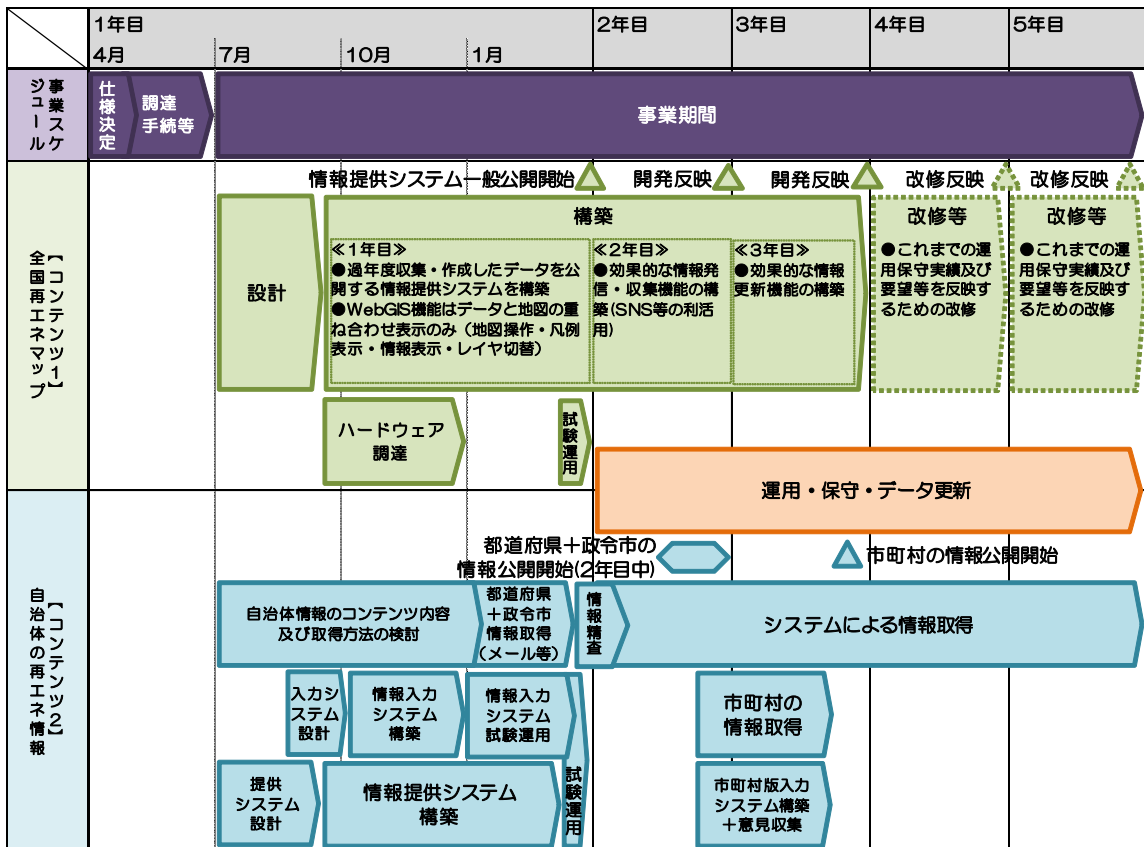 1年目
2年目
3年目
4年目
5年目
4月
7月
10月
1月
事業スケ
ジュール
仕様決定
調達
手続等
事業期間
【コンテンツ1】
全国再エネマップ
情報提供システム一般公開開始
開発反映
開発反映
改修反映
改修反映
設計
構築
≪1年目≫
●過年度収集・作成したデータを公
開する情報提供システムを構築
●WebGIS機能はデータと地図の重
ね合わせ表示のみ（地図操作・凡例
表示・情報表示・レイヤ切替）
≪2年目≫
●効果的な情報発
信・収集機能の構
築(SNS等の利活
用)
≪3年目≫
●効果的な情報
更新機能の構築
改修等
●これまでの運
用保守実績及び
要望等を反映す
るための改修
改修等
●これまでの運
用保守実績及び
要望等を反映す
るための改修
ハードウェア
調達
試験運用
運用・保守・データ更新
【コンテンツ2】
自治体の再エネ情報
都道府県＋政令市の
情報公開開始(2年目中)
市町村の情報公開開始
自治体情報のコンテンツ内容
及び取得方法の検討
都道府県
＋政令市
情報取得
（メール等）
情報精査
システムによる情報取得
入力シ
ステム
設計
情報入力
システム
構築
情報入力
システム
試験運用
市町村の
情報取得
提供
システム
設計
情報提供システム
構築
試験運用
市町村版入力
システム構築
＋意見収集